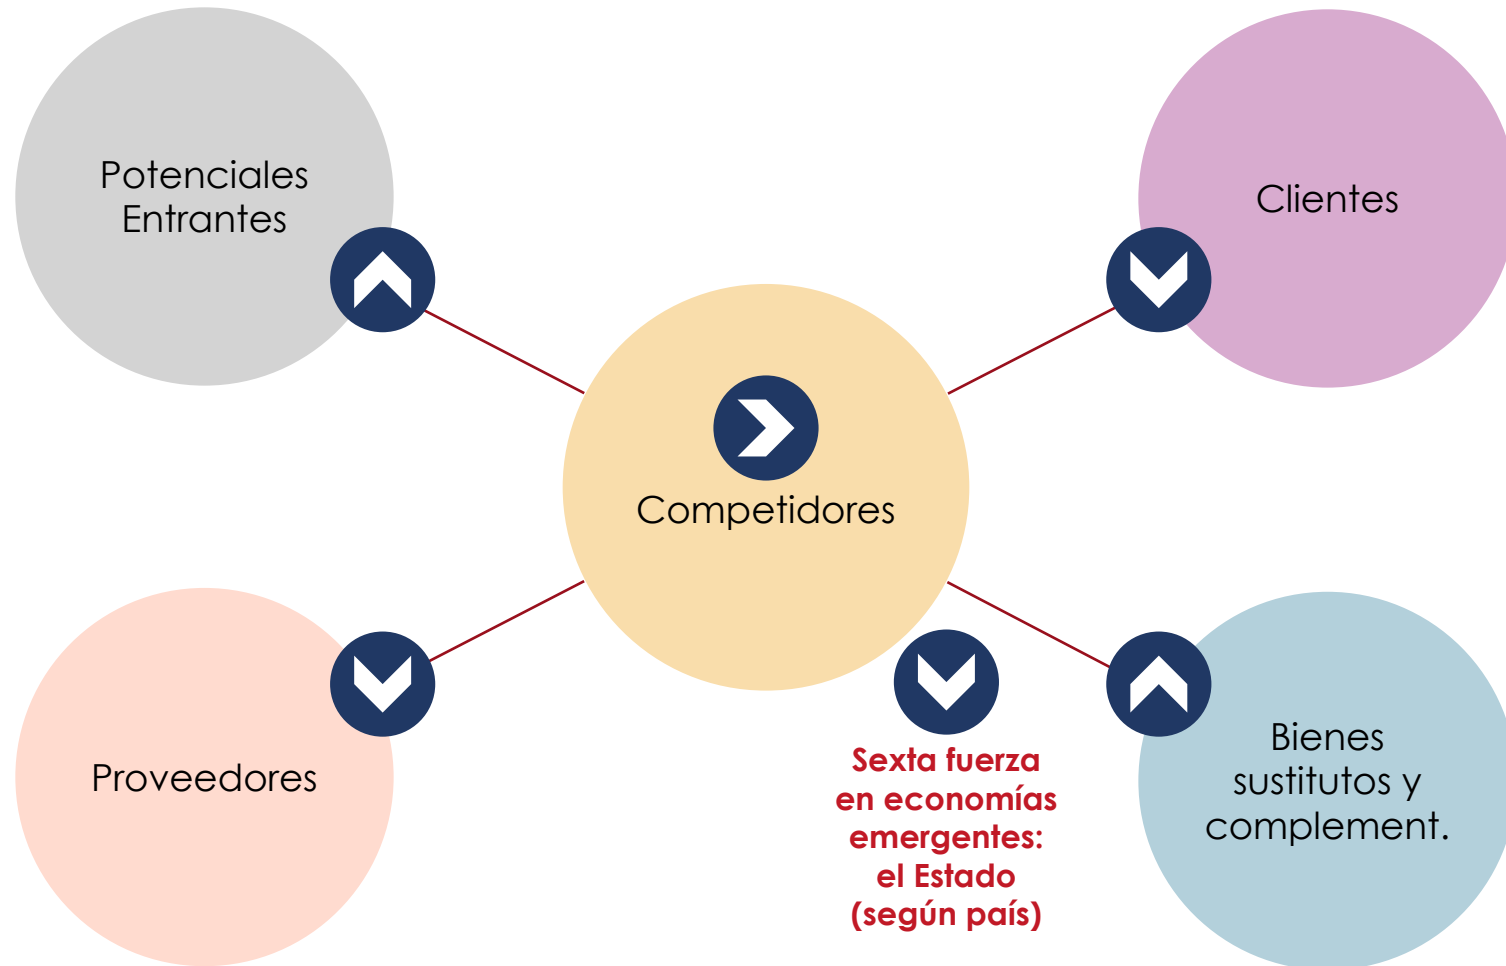 Potenciales
Entrantes
Clientes
Competidores
Proveedores
Sexta fuerza
en economías
emergentes:
el Estado
(según país)
Bienes
sustitutos y
complement.